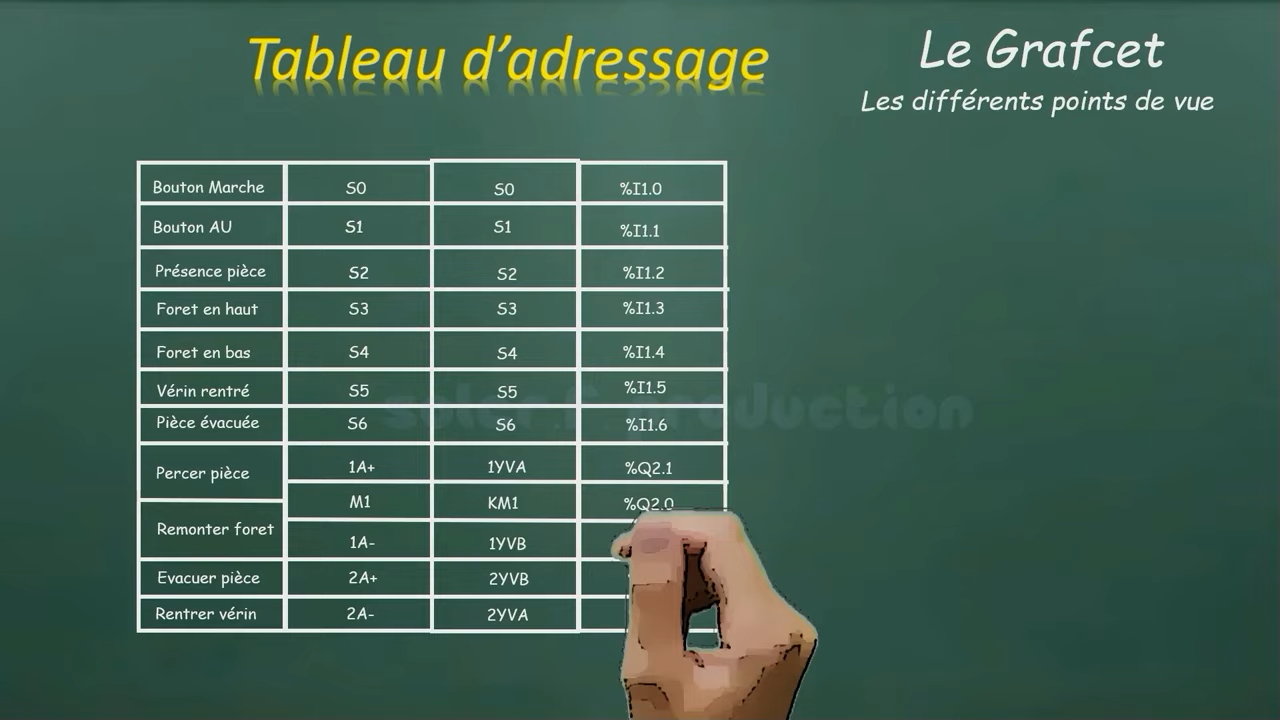 Tableau d'adressage
Le Grafcet
Les différents points de vue
Bouton Marche S0 S0 %I1.0
Bouton AU S1 S1 %I1.1
Présence pièce S2 S2 %I1.2
Foret en haut S3 S3 %I1.3
Foret en bas S4 S4 %I1.4
Vérin rentré S5 S5 %I1.5
Pièce évacuée S6 S6 %I1.6
Percer pièce 1A+ 1YVA %Q2.1
M1 KM1 %Q2.0
Remonter foret 1A- 1YVB
Evacuer pièce 2A+ 2YVB
Rentrer vérin 2A- 2YVA
soler.f. production